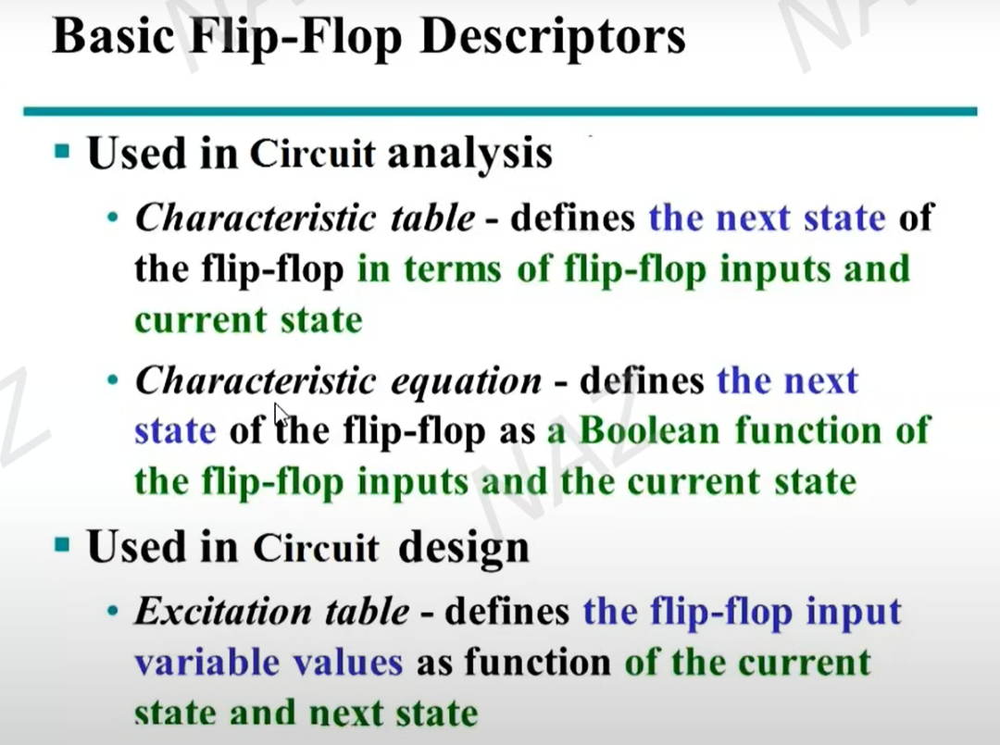 Basic Flip-Flop Descriptors
▪ Used in Circuit analysis
• Characteristic table - defines the next state of
the flip-flop in terms of flip-flop inputs and
current state
• Characteristic equation - defines the next
state of the flip-flop as a Boolean function of
the flip-flop inputs and the current state
▪ Used in Circuit design
• Excitation table - defines the flip-flop input
variable values as function of the current
state and next state
NAZ